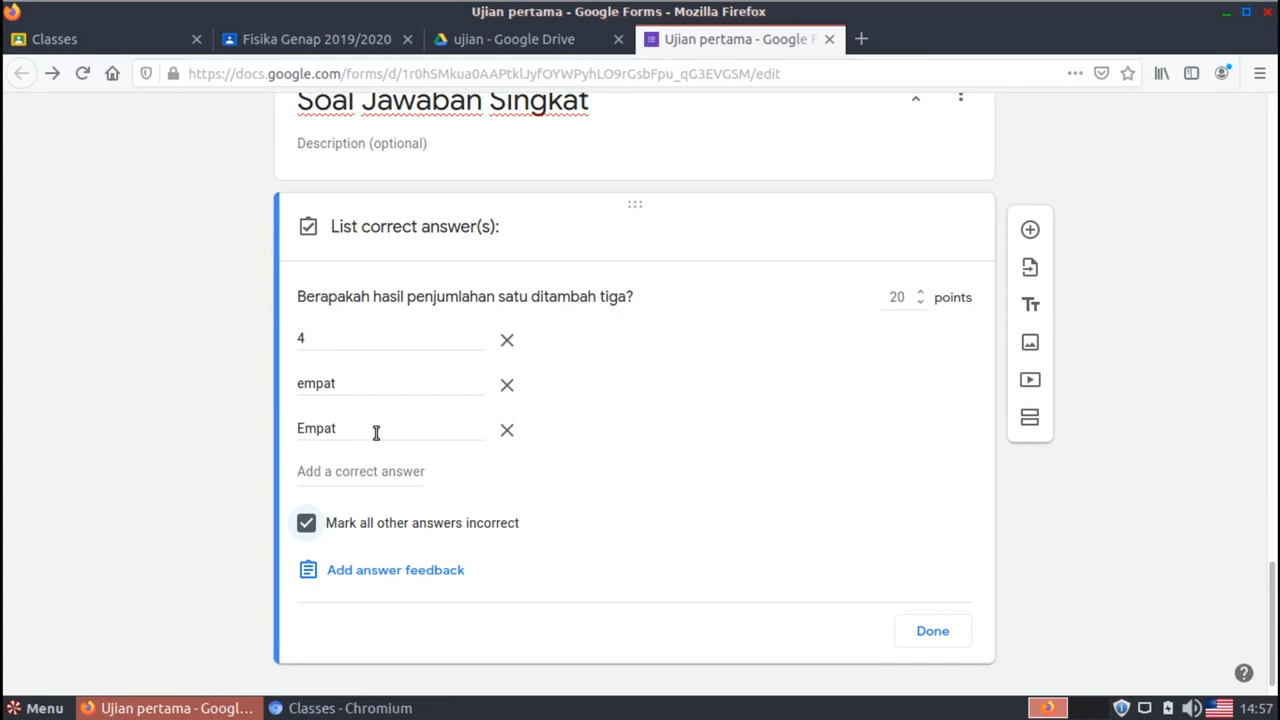 Ujian pertama - Google Forms - Mozilla Firefox
Classes
Fisika Genap 2019/2020
ujian - Google Drive
Ujian pertama - Google F
https://docs.google.com/forms/d/1r0hSMkua0AAPtklJyfOYWPyhLO9rGsbFpu_qG3EVGSM/edit
Soal Jawaban Singkat
Description (optional)
List correct answer(s):
Berapakah hasil penjumlahan satu ditambah tiga?
20 points
4
empat
Empat
Add a correct answer
Mark all other answers incorrect
Add answer feedback
Done
Menu
Ujian pertama - Googl...
Classes - Chromium
14:57